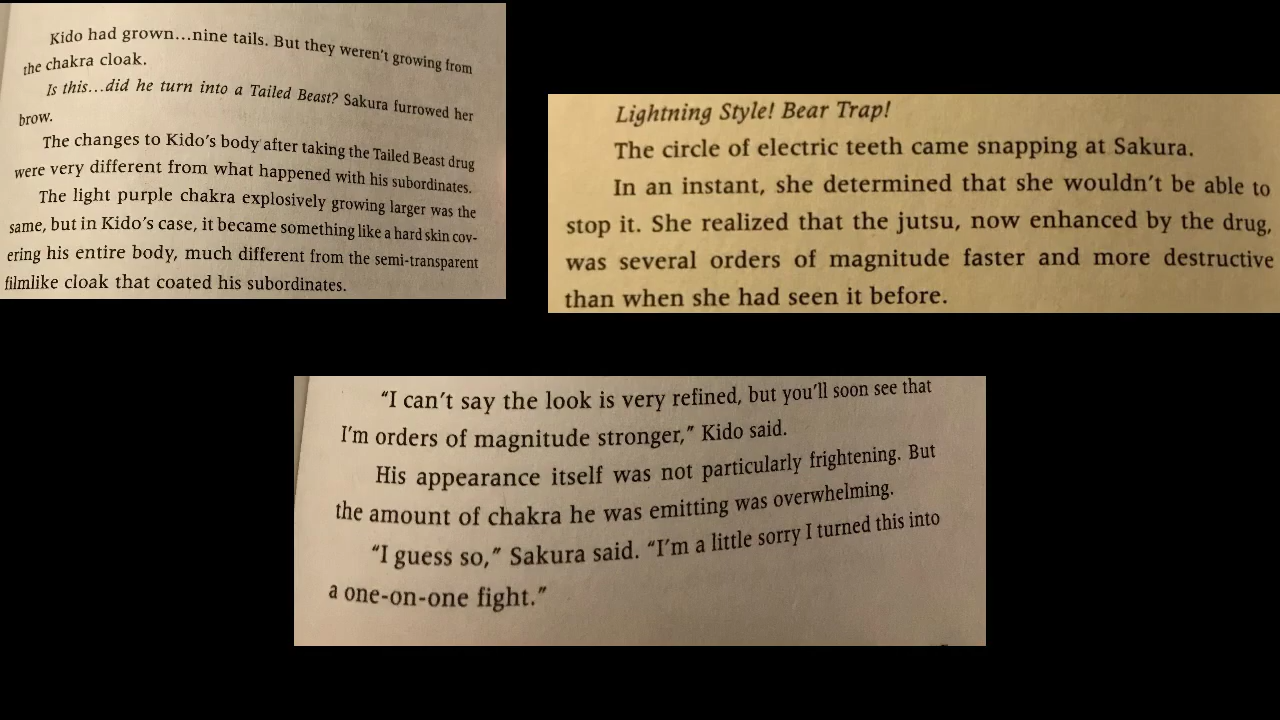 Kido had grown...nine tails. But they weren't growing from
the chakra cloak.
Is this...did he turn into a Tailed Beast? Sakura furrowed her
brow.
The changes to Kido's body after taking the Tailed Beast drug
were very different from what happened with his subordinates.
The light purple chakra explosively growing larger was the
same, but in Kido's case, it became something like a hard skin cov-
ering his entire body, much different from the semi-transparent
filmlike cloak that coated his subordinates.
Lightning Style! Bear Trap!
The circle of electric teeth came snapping at Sakura.
In an instant, she determined that she wouldn't be able to
stop it. She realized that the jutsu, now enhanced by the drug,
was several orders of magnitude faster and more destructive
than when she had seen it before.
"I can't say the look is very refined, but you'll soon see that
I'm orders of magnitude stronger," Kido said.
His appearance itself was not particularly frightening. But
the amount of chakra he was emitting was overwhelming.
"I guess so," Sakura said. "I'm a little sorry I turned this into
a one-on-one fight."